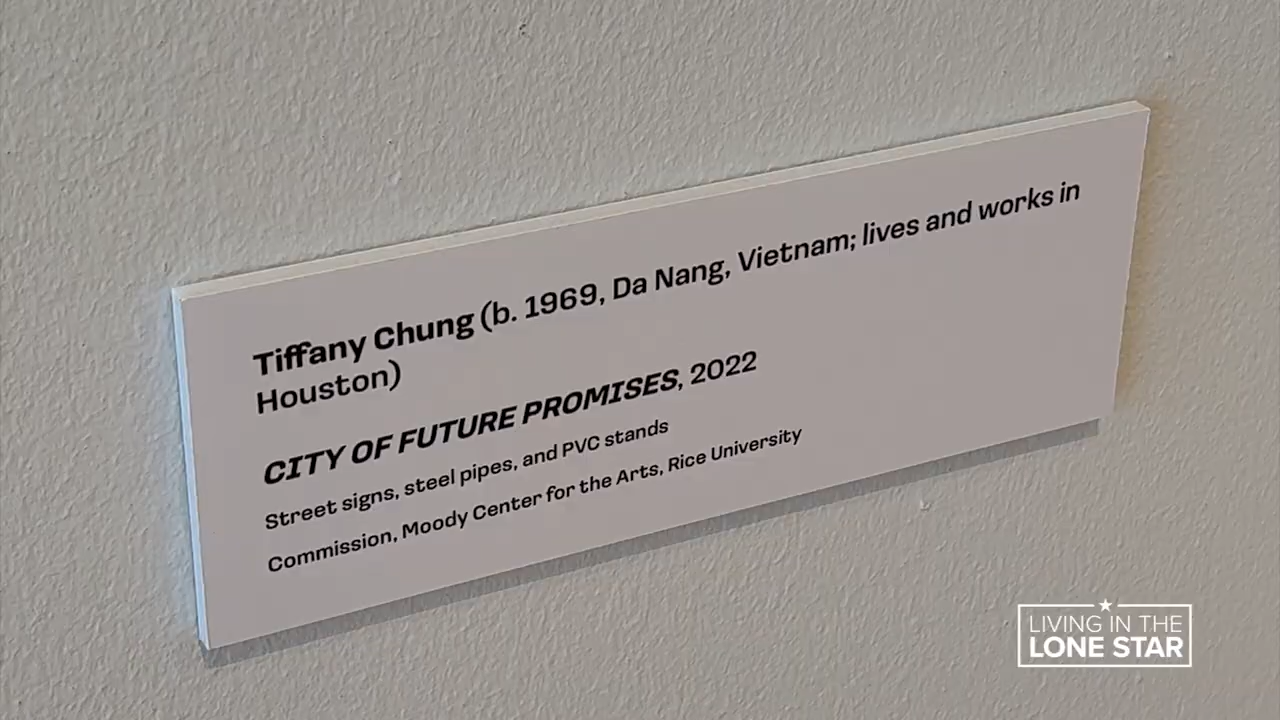 Tiffany Chung (b. 1969, Da Nang, Vietnam; lives and works in
Houston)
CITY OF FUTURE PROMISES, 2022
Street signs, steel pipes, and PVC stands
Commission, Moody Center for the Arts, Rice University
LIVING IN THE
LONE STAR